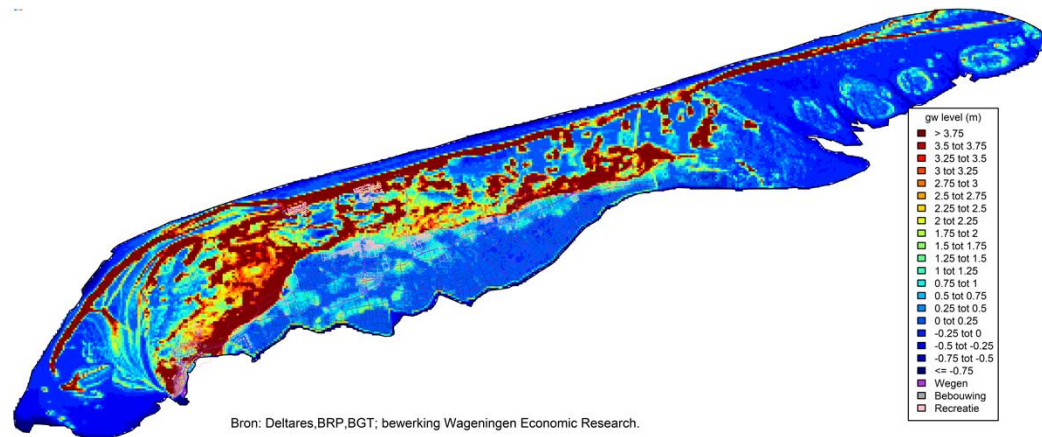 gw level (m)
> 3.75
3.5 tot 3.75
3.25 tot 3.5
3 tot 3.25
2.75 tot 3
2.5 tot 2.75
2.25 tot 2.5
2 tot 2.25
1.75 tot 2
1.5 tot 1.75
1.25 tot 1.5
1 tot 1.25
0.75 tot 1
0.5 tot 0.75
0.25 tot 0.5
0 tot 0.25
-0.25 tot 0
-0.5 tot -0.25
-0.75 tot -0.5
<= -0.75
Wegen
Bebouwing
Recreatie
Bron: Deltares,BRP,BGT; bewerking Wageningen Economic Research.